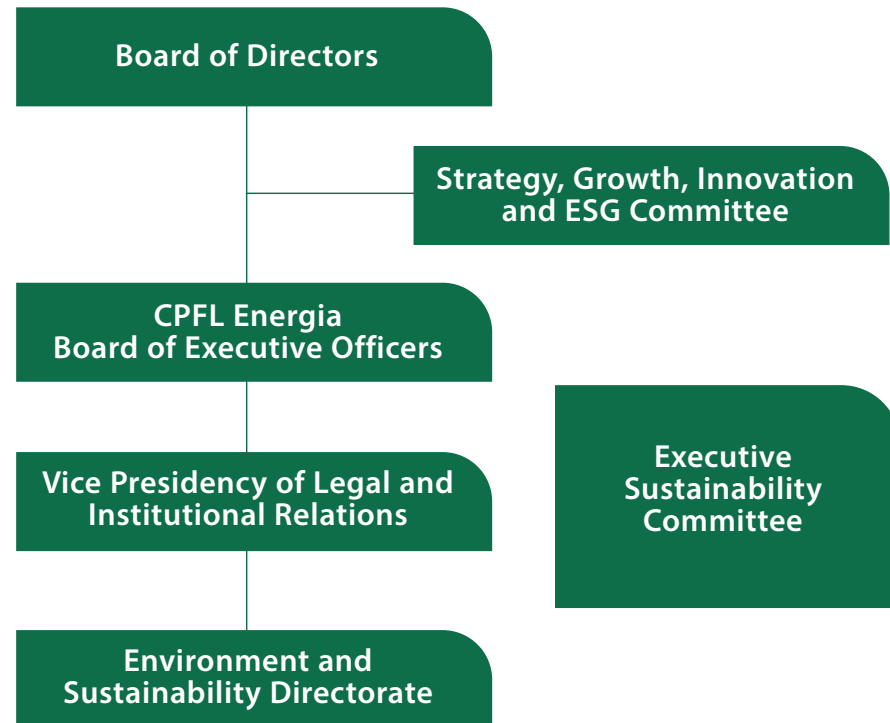 Board of Directors
Strategy, Growth, Innovation
and ESG Committee
CPFL Energia
Board of Executive Officers
Vice Presidency of Legal and
Institutional Relations
Executive
Sustainability
Committee
Environment and
Sustainability Directorate